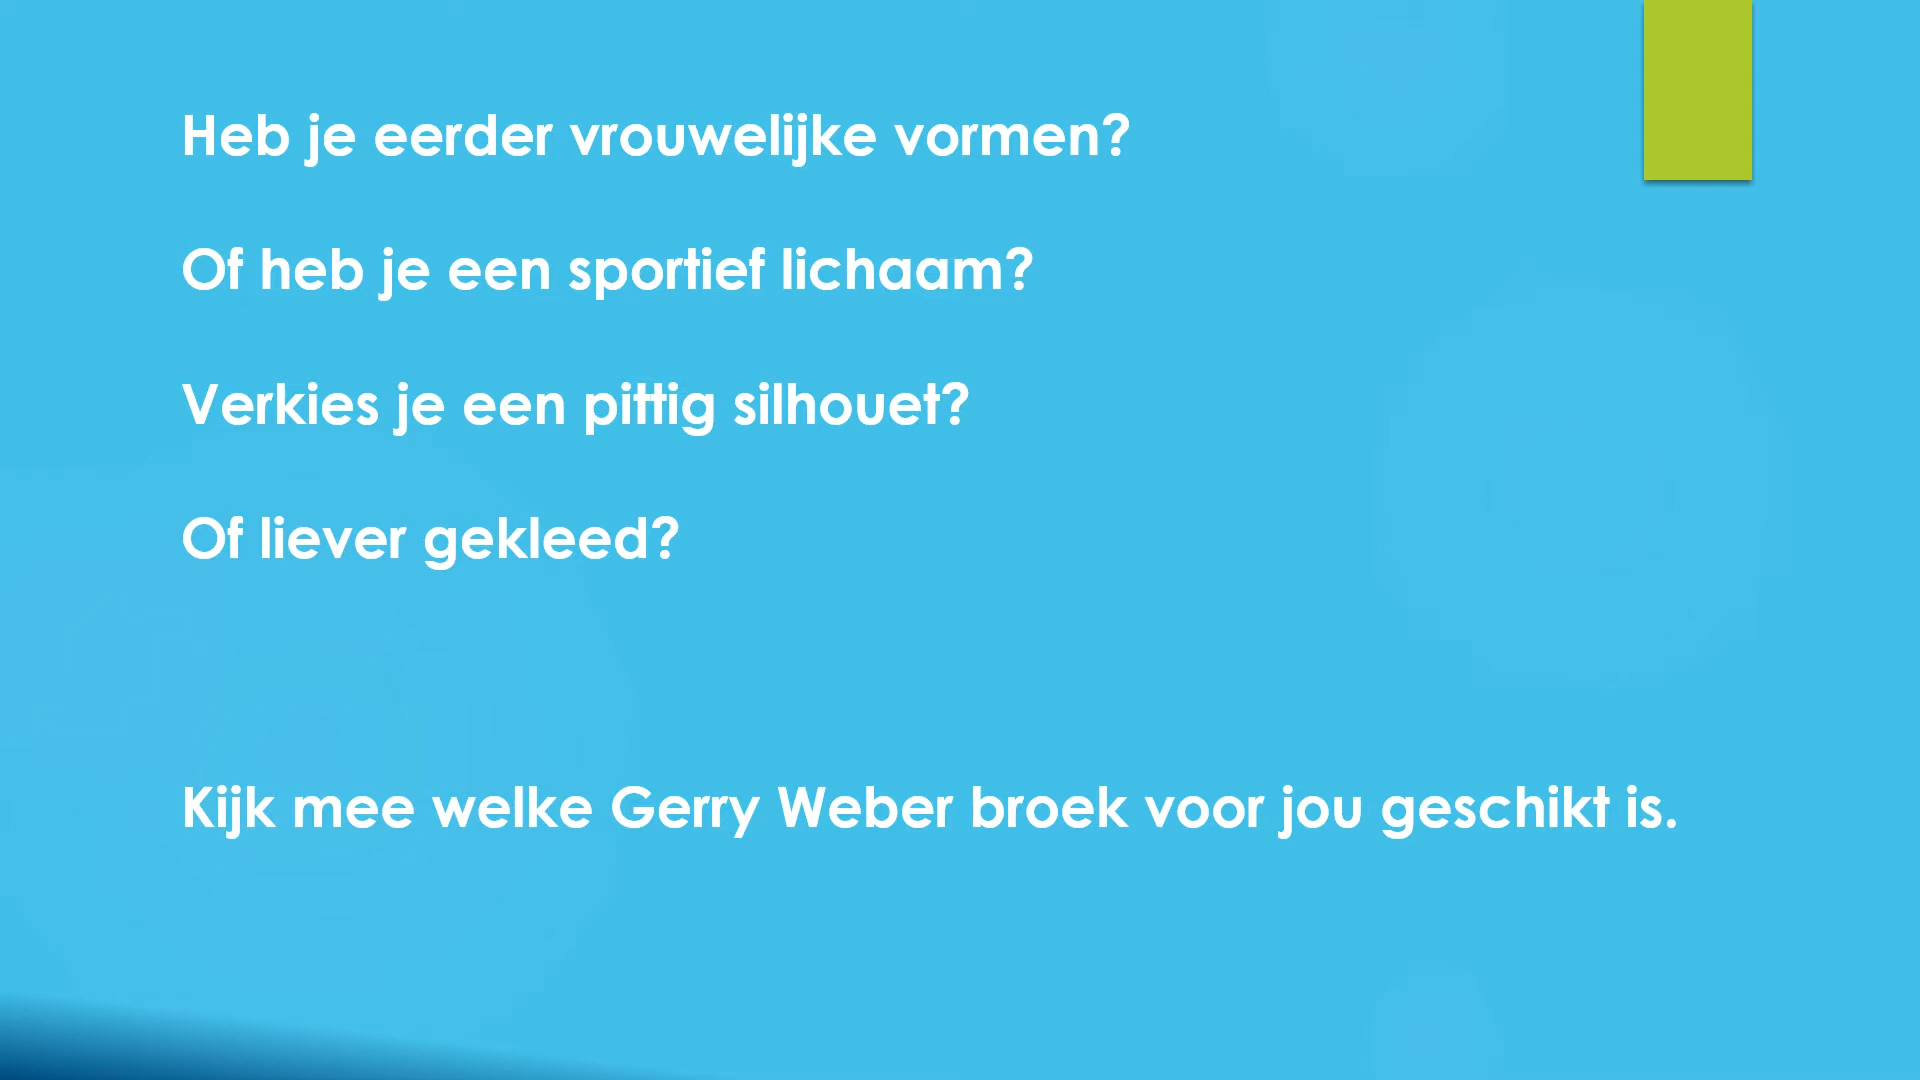 Heb je eerder vrouwelijke vormen?
Of heb je een sportief lichaam?
Verkies je een pittig silhouet?
Of liever gekleed?
Kijk mee welke Gerry Weber broek voor jou geschikt is.